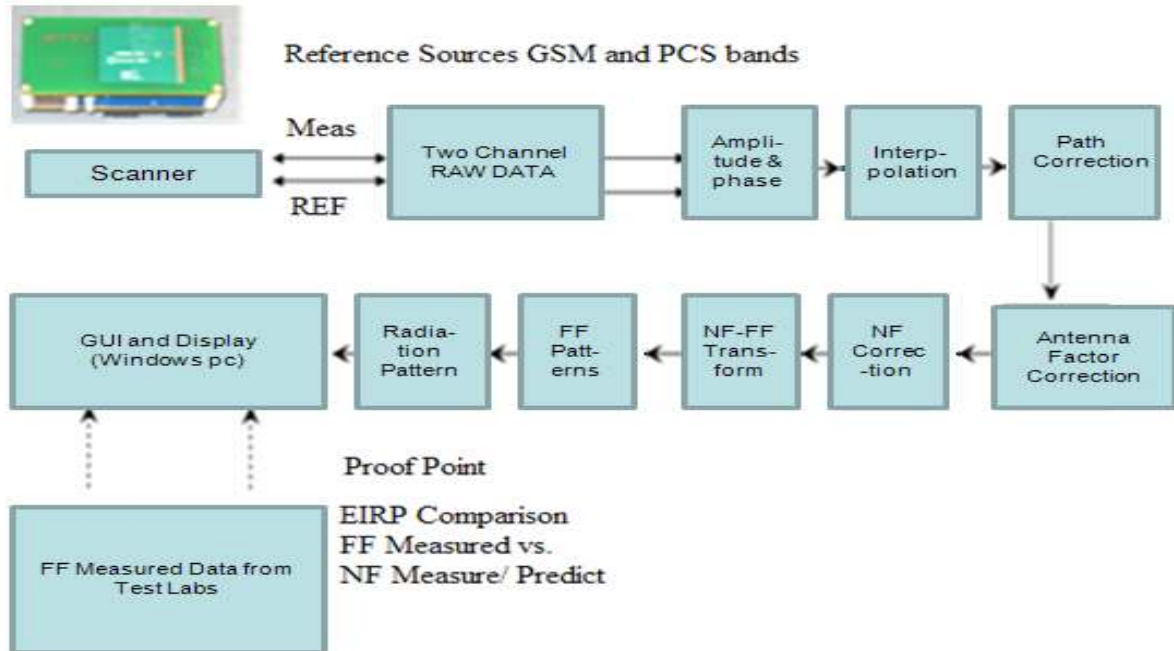 Reference Sources GSM and PCS bands
Meas
Scanner
REF
Two Channel
RAW DATA
Ampli-
tude &
phase
Interp-
polation
Path
Correction
GUI and Display
(Windows pc)
Radia-
tion
Pattern
FF
Patt-
erns
NF-FF
Trans-
form
NF
Correc
-tion
Antenna
Factor
Correction
Proof Point
EIRP Comparison
FF Measured vs.
NF Measure/ Predict
FF Measured Data from
Test Labs